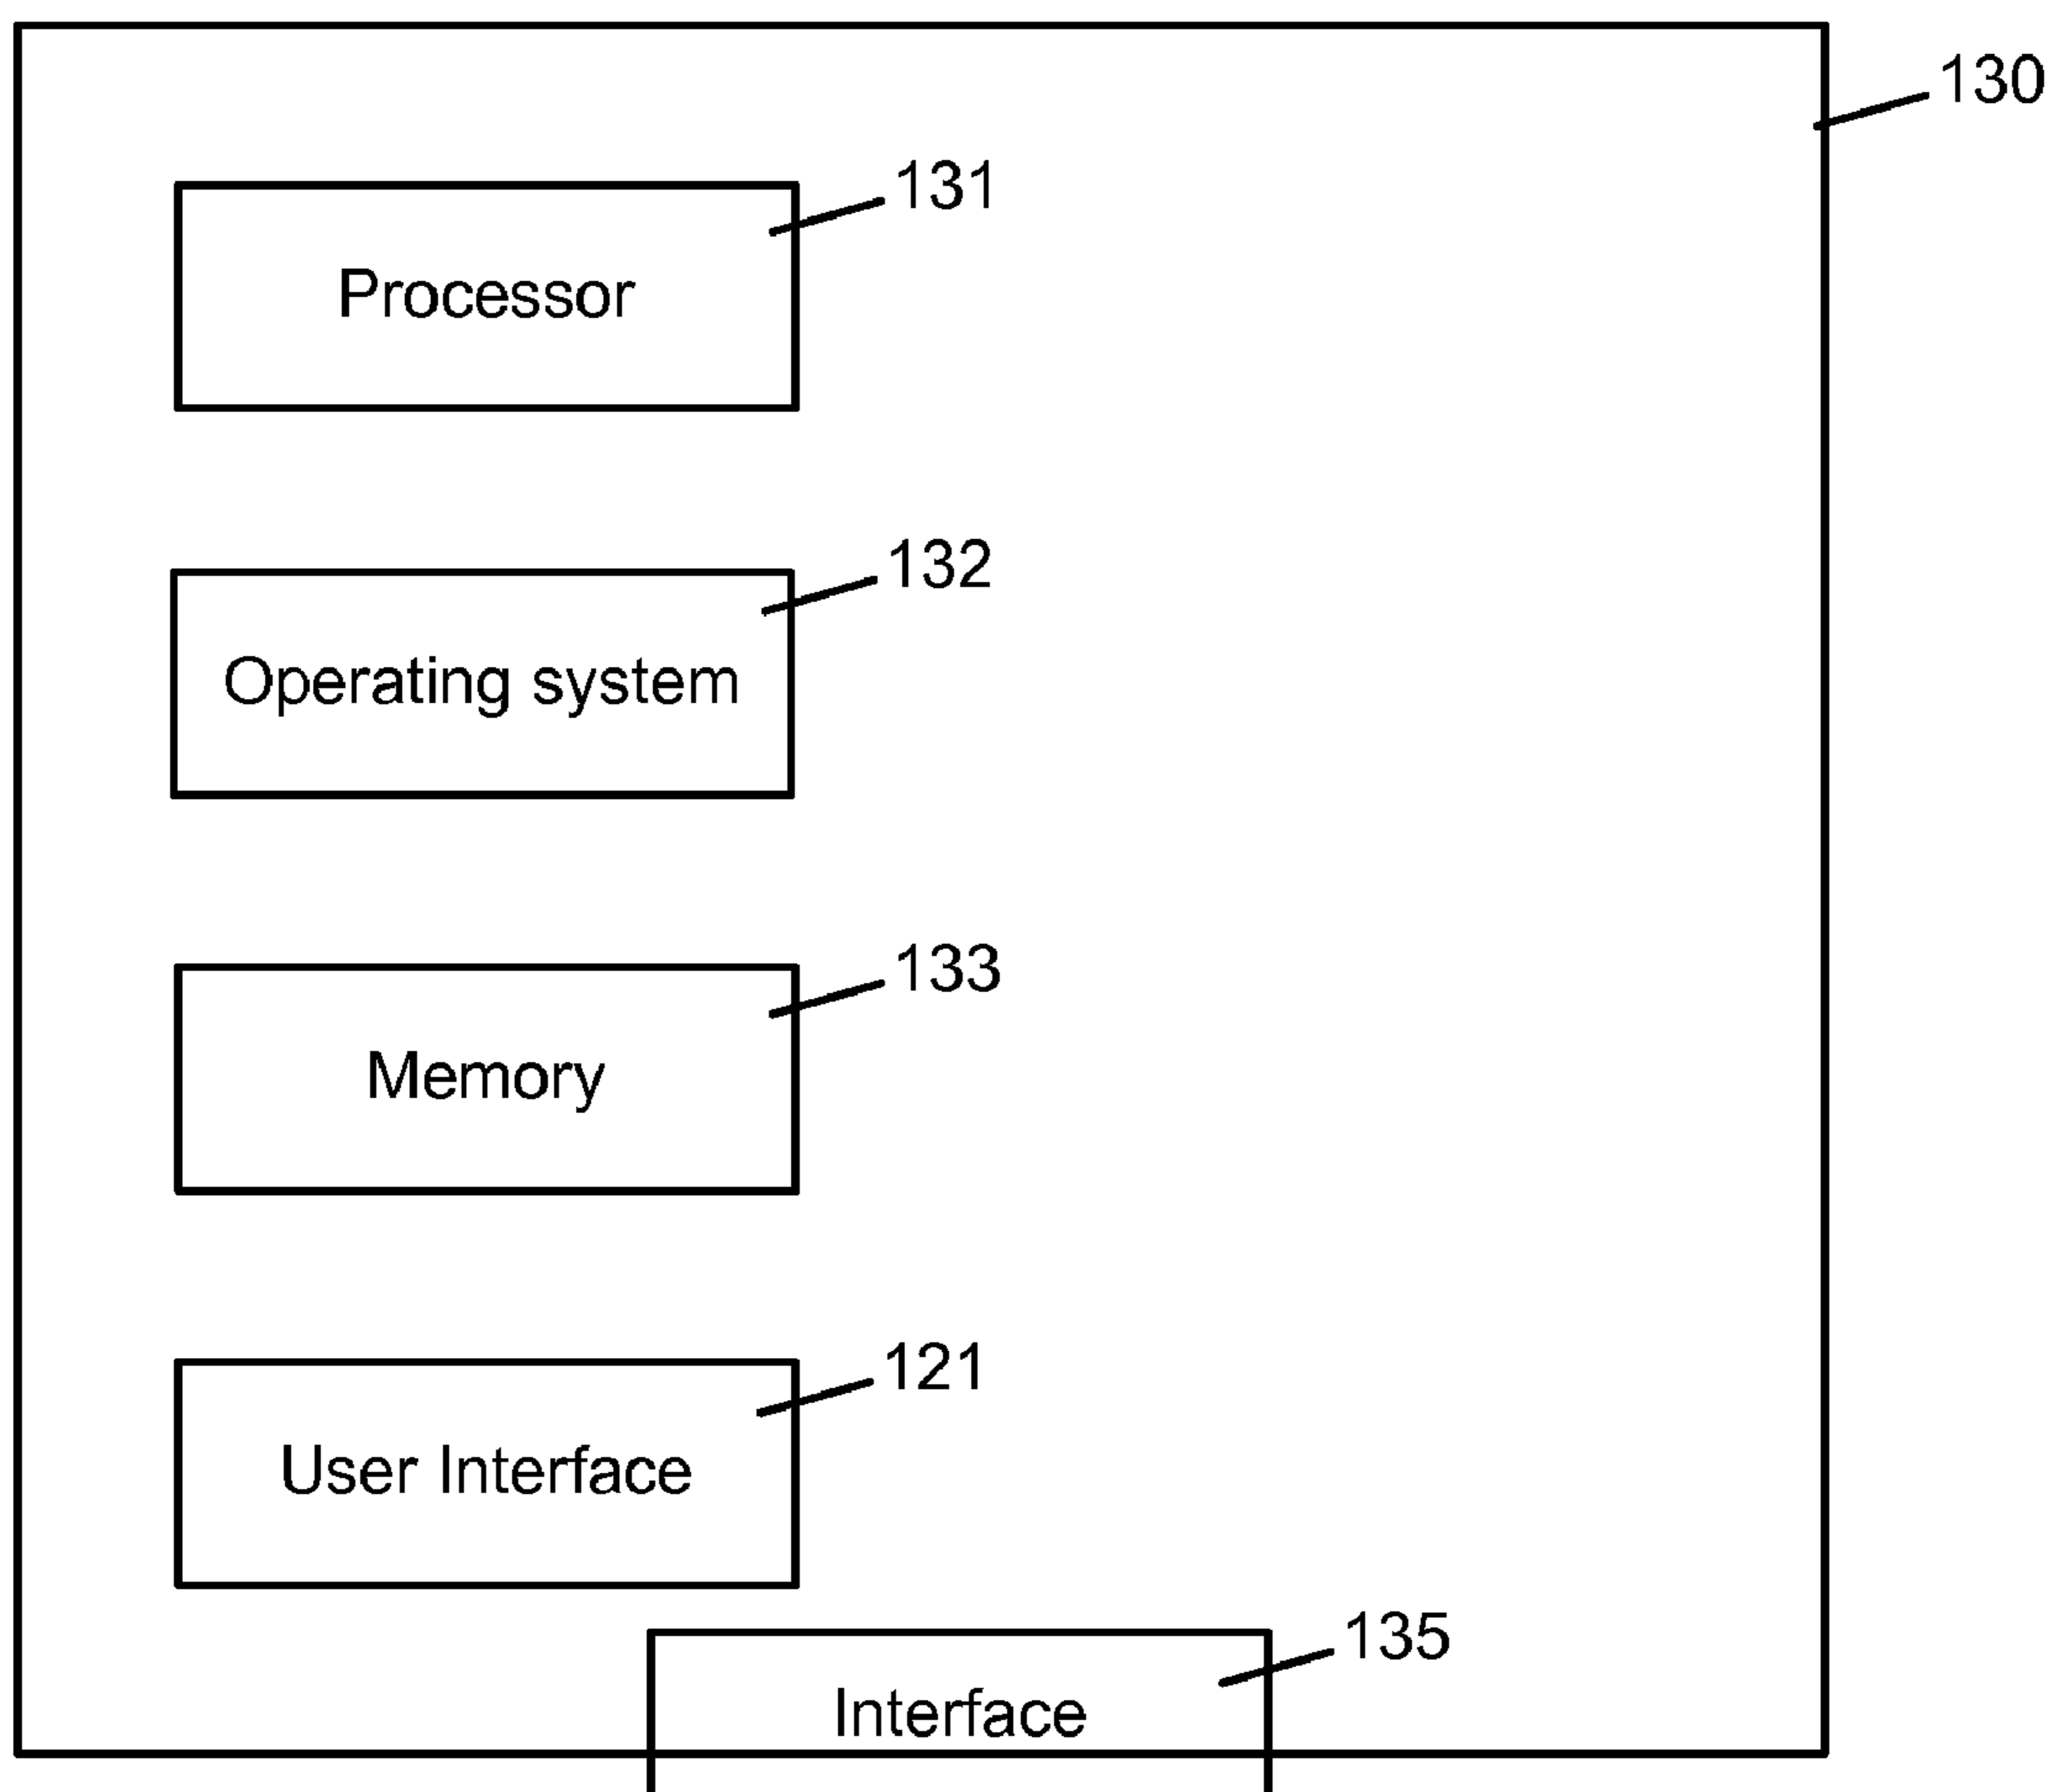 130
131
Processor
132
Operating system
133
Memory
121
User Interface
135
Interface